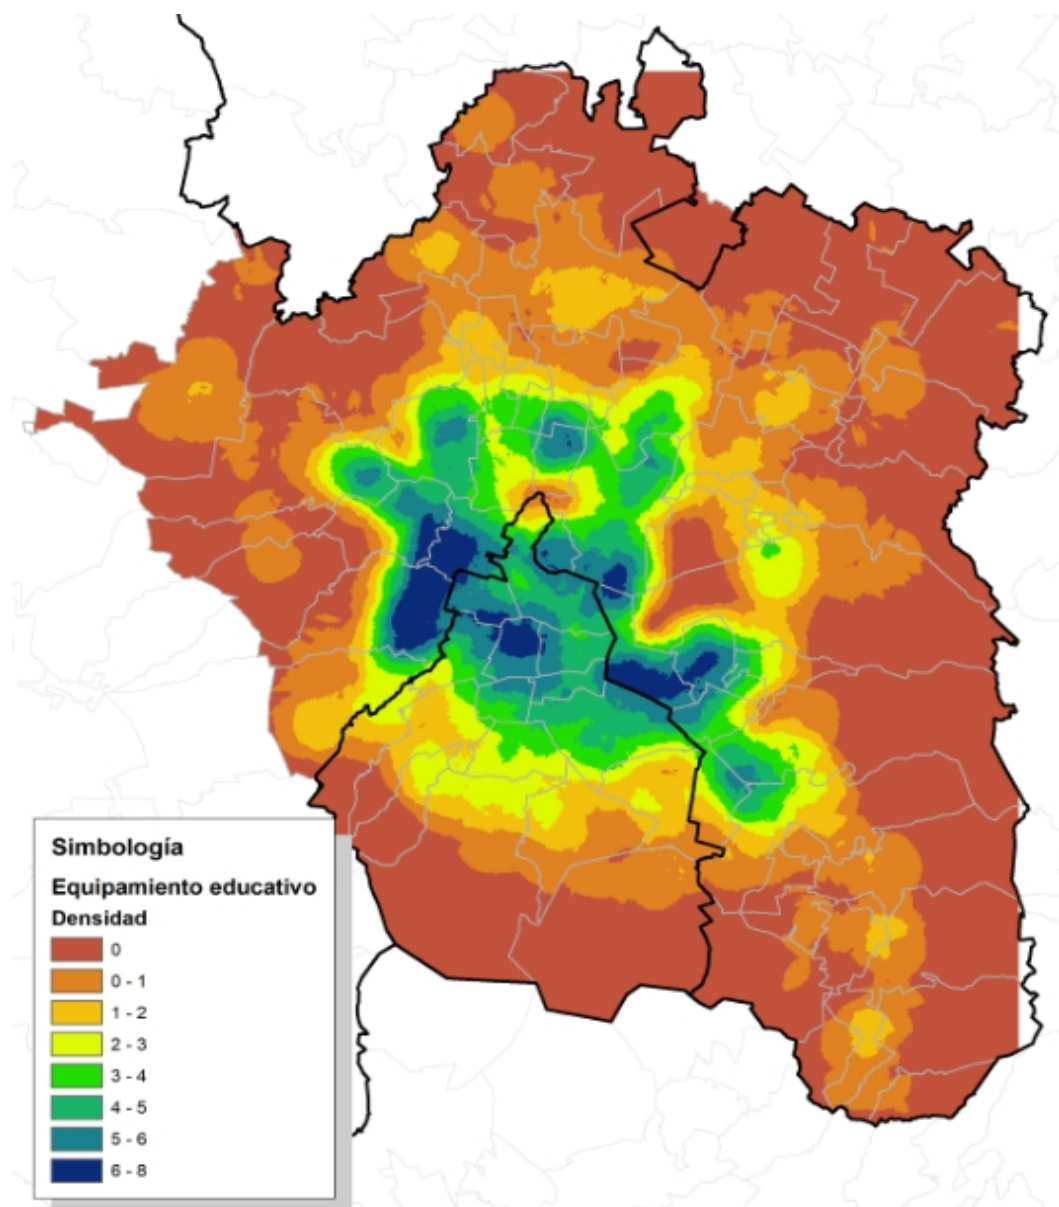 Simbología
Equipamiento educativo
Densidad
0
0 - 1
1 - 2
2 - 3
3 - 4
4 - 5
5 - 6
6 - 8